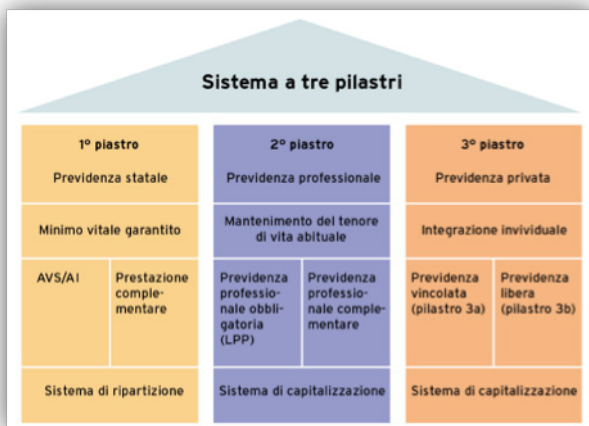 Sistema a tre pilastri
1° piastro
Previdenza statale
Minimo vitale garantito
AVS/AI
Prestazione
comple-
mentare
Sistema di ripartizione
2° piastro
Previdenza professionale
Mantenimento del tenore
di vita abituale
Previdenza
professio-
nale obbli-
gatoria
(LPP)
Previdenza
professio-
nale comple-
mentare
Sistema di capitalizzazione
3° piastro
Previdenza privata
Integrazione invividuale
Previdenza
vincolata
(pilastro 3a)
Previdenza
libera
(pilastro 3b)
Sistema di capitalizzazione